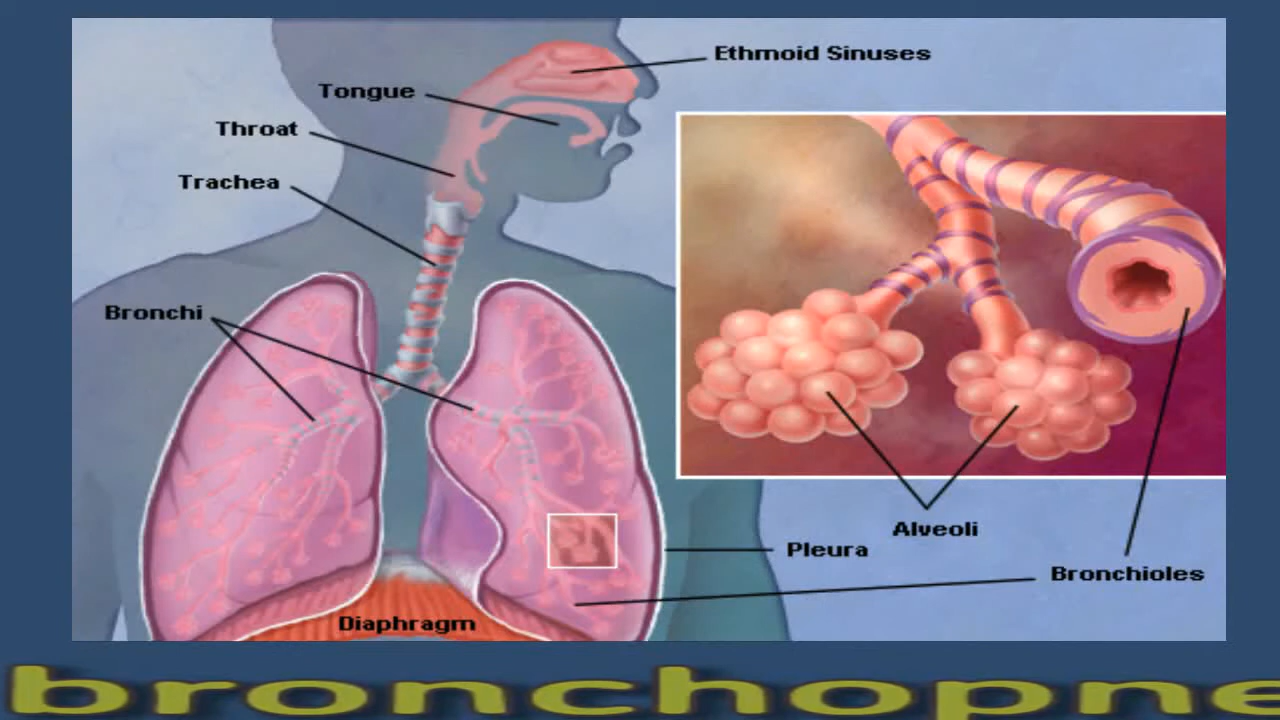 Ethmoid Sinuses
Tongue
Throat
Trachea
Bronchi
Alveoli
Pleura
Bronchioles
Diaphragm
bronchopne